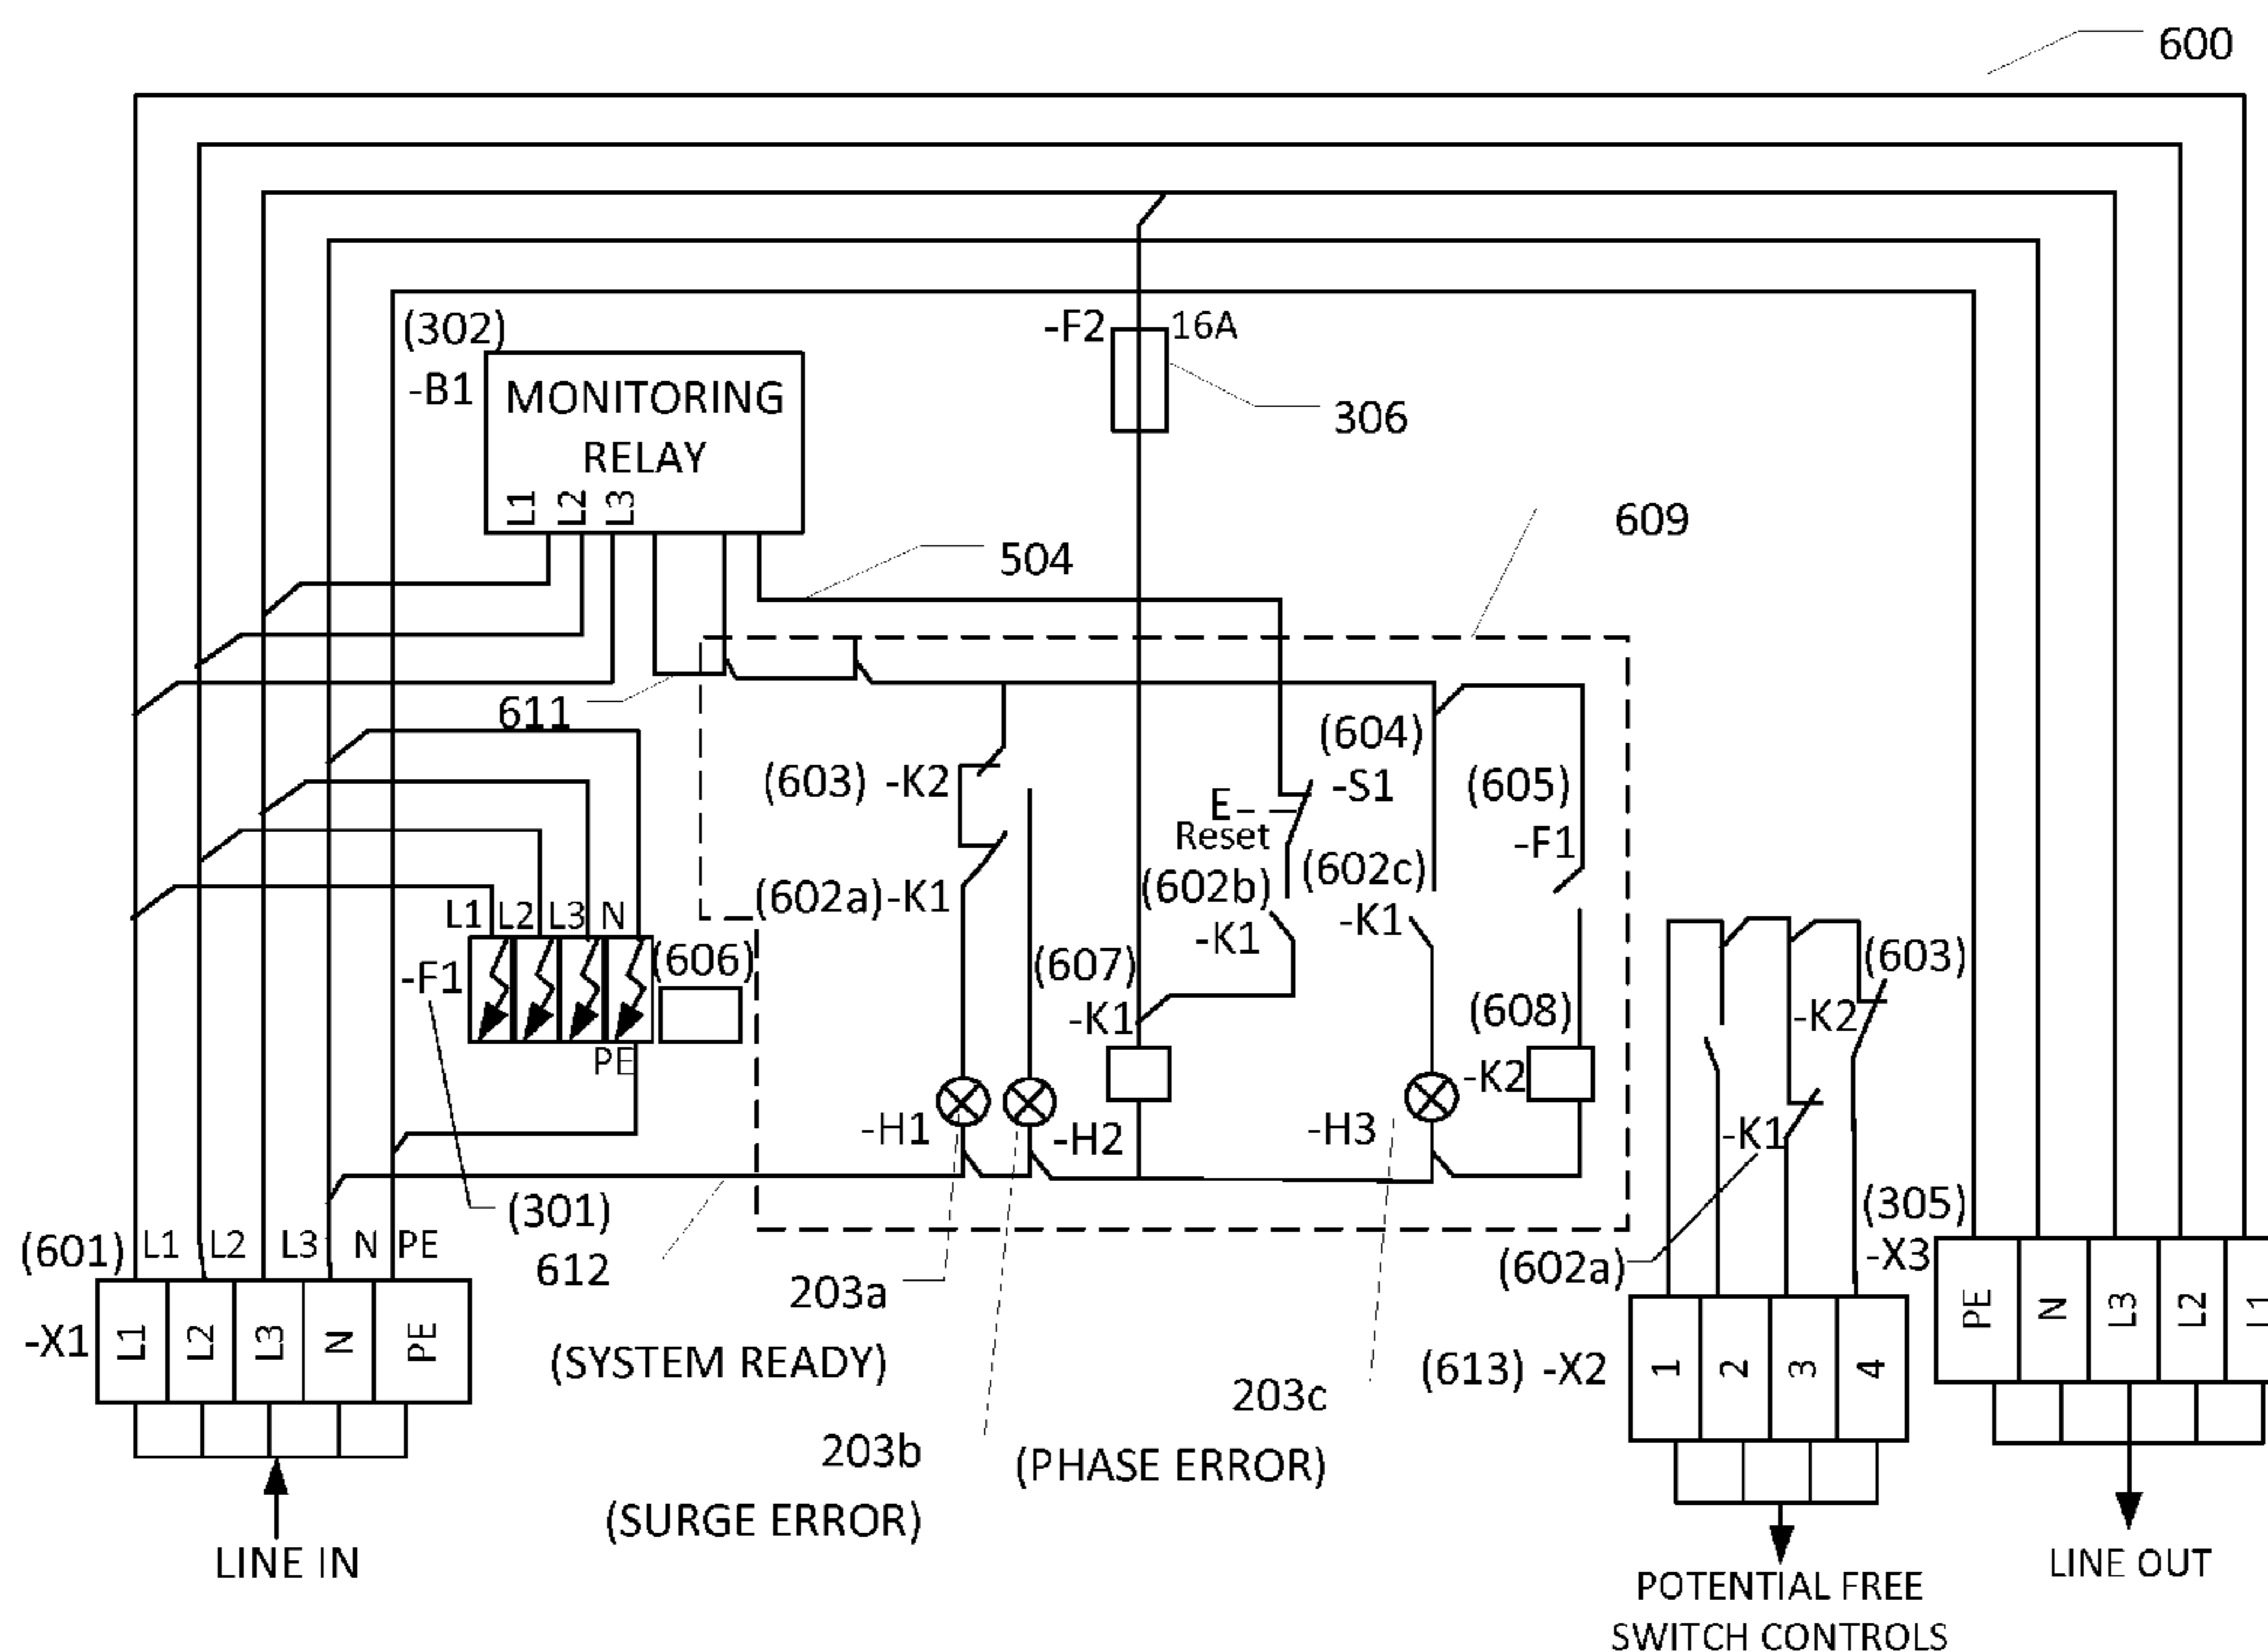 600
(302)
-B1
MONITORING
RELAY
L1
L2
L3
-F2
16A
306
609
504
611
(603) -K2
(604)
-S1
E
Reset
(605)
-F1
(602a)-K1
(602b)
-K1
(602c)
-K1
L1
L2
L3
N
-F1
(606)
PE
(607)
-K1
(608)
-K2
(603)
-K2
-H1
-H2
-H3
-K1
(301)
612
203a
(SYSTEM READY)
203b
(SURGE ERROR)
203c
(PHASE ERROR)
(602a)
(305)
-X3
(601)
L1
L2
L3
N
PE
-X1
L1
L2
L3
N
PE
(613) -X2
1
2
3
4
PE
N
L3
L2
L1
LINE IN
POTENTIAL FREE
SWITCH CONTROLS
LINE OUT